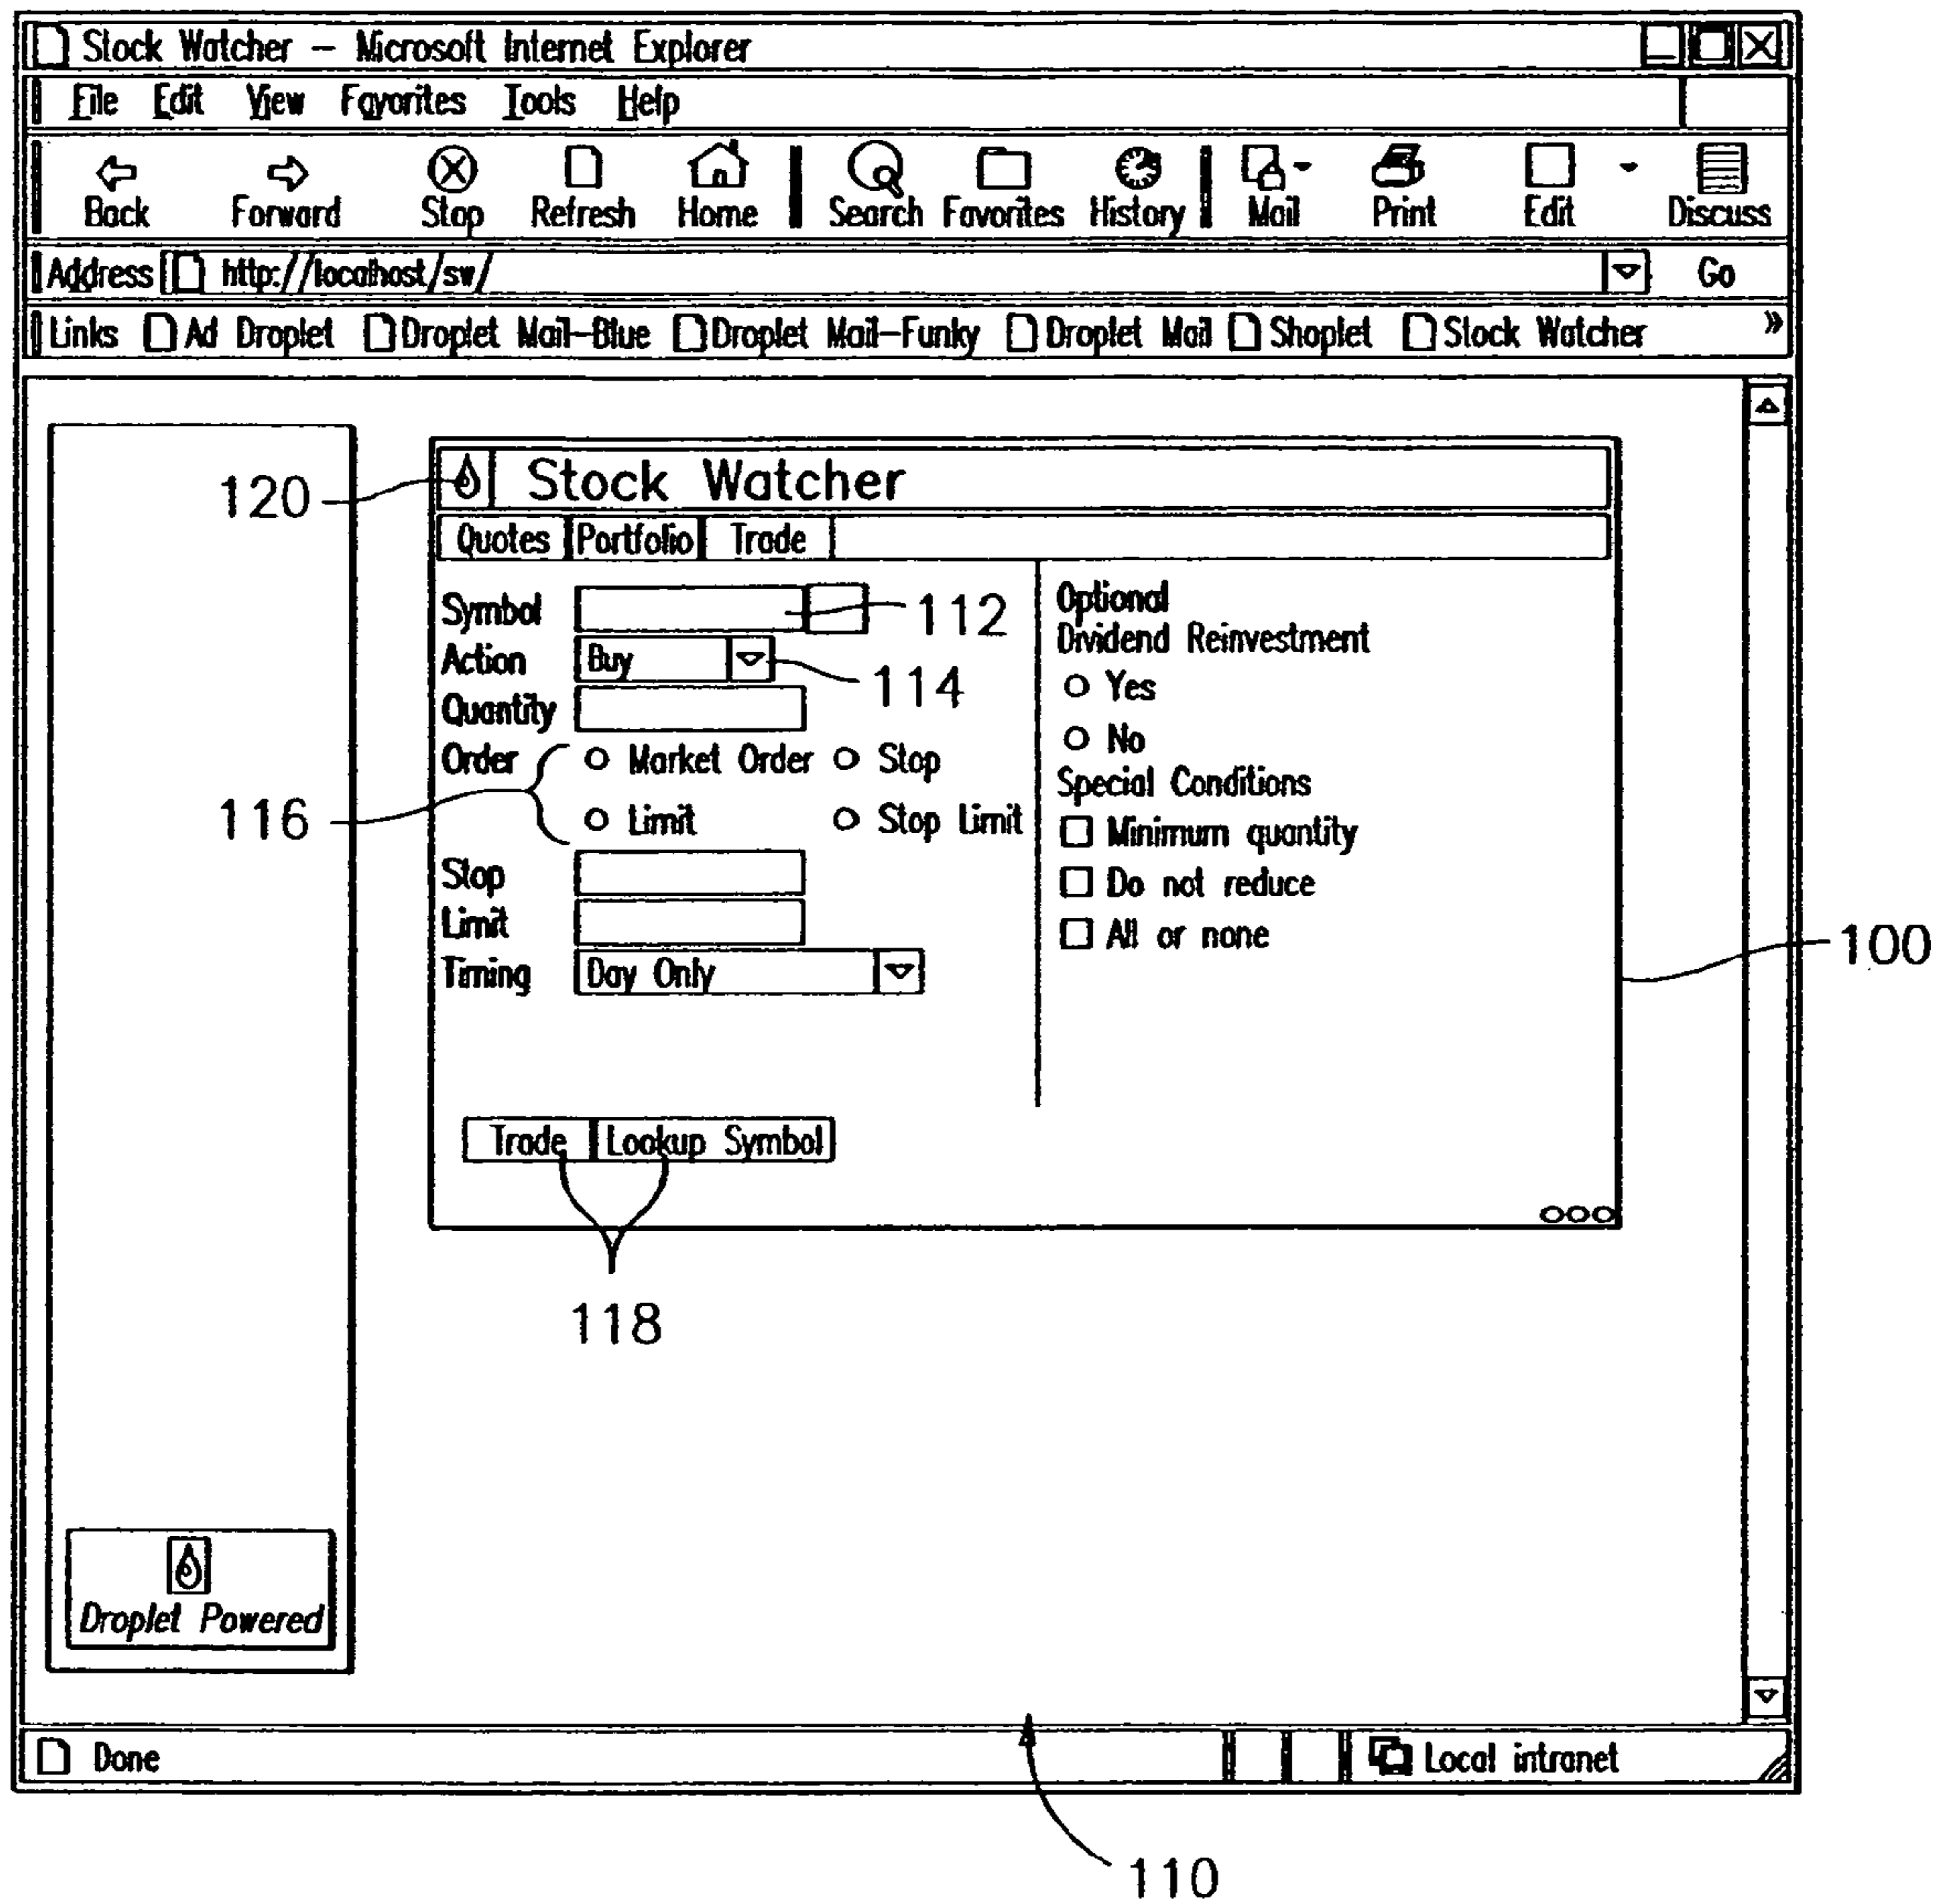 Stock Watcher – Microsoft Internet Explorer
File Edit View Favorites Tools Help
Back Forward Stop Refresh Home Search Favorites History Mail Print Edit Discuss
Address http://localhost/sw/ Go
Links Ad Droplet Droplet Mail-Blue Droplet Mail-Funky Droplet Mail Shoplet Stock Watcher »
120 Stock Watcher
Quotes Portfolio Trade
Symbol 112
Action Buy 114
Quantity
Order Market Order Stop
116 Limit Stop Limit
Stop
Limit
Timing Day Only
Optional
Dividend Reinvestment
Yes
No
Special Conditions
Minimum quantity
Do not reduce
All or none
100
Trade Lookup Symbol
118
Droplet Powered
Done Local intranet
110